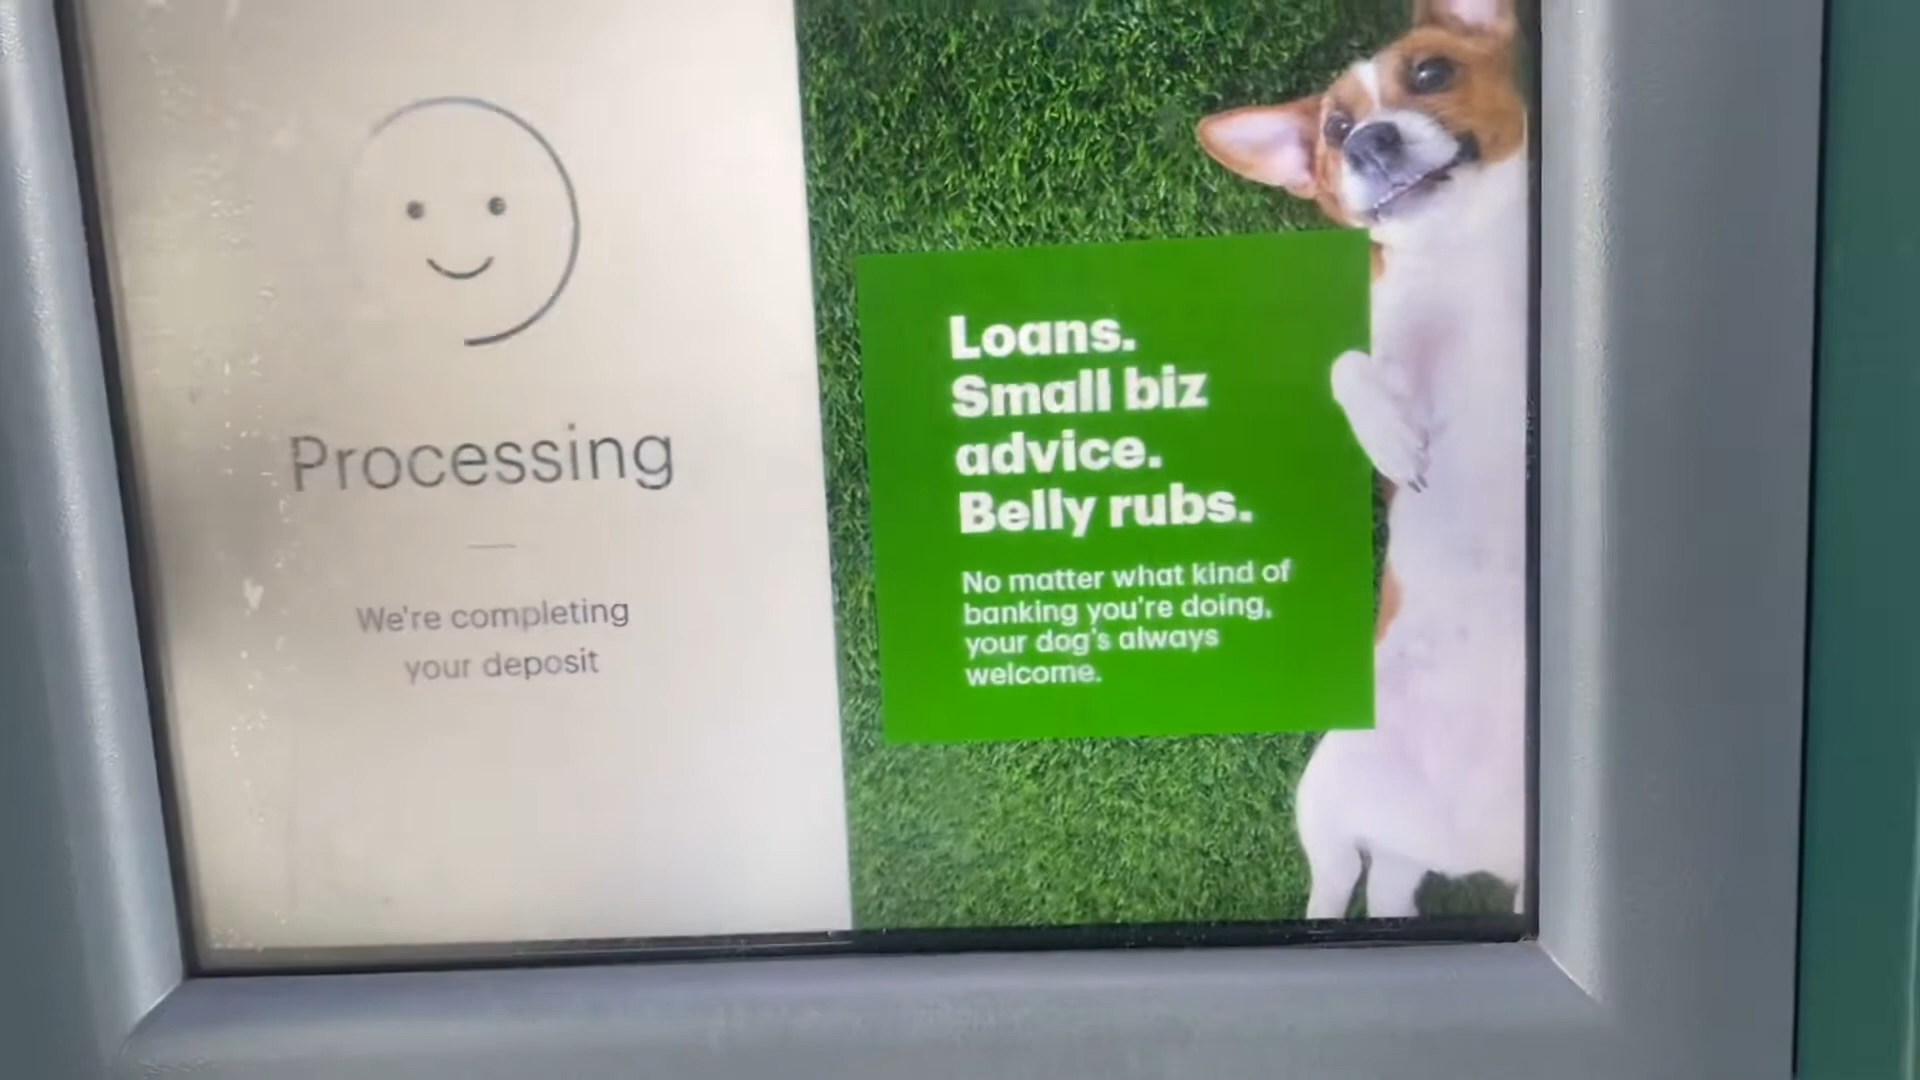 Processing
We're completing
your deposit
Loans.
Small biz
advice.
Belly rubs.
No matter what kind of
banking you're doing,
your dog's always
welcome.